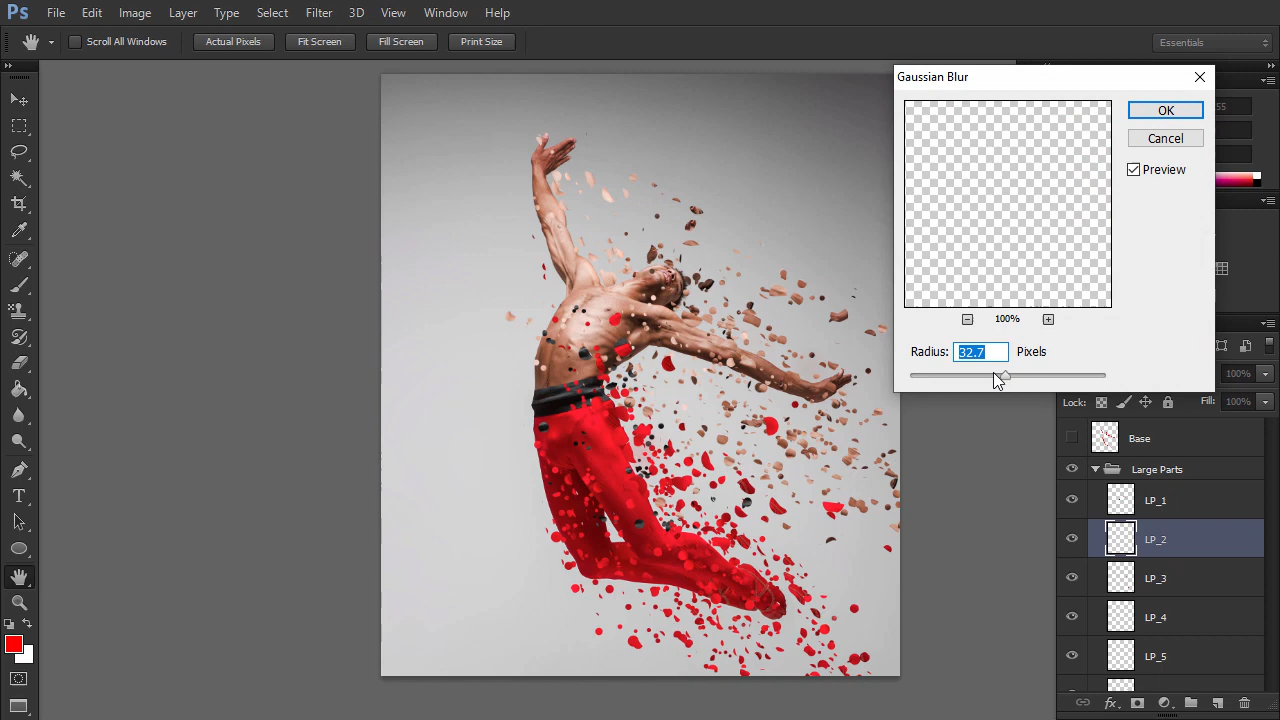 Ps File Edit Image Layer Type Select Filter 3D View Window Help
Scroll All Windows Actual Pixels Fit Screen Fill Screen Print Size Essentials
Gaussian Blur
OK
Cancel
Preview
55
100%
Radius: 32.7 Pixels
100%
Lock: Fill: 100%
Base
Large Parts
LP_1
LP_2
LP_3
LP_4
LP_5